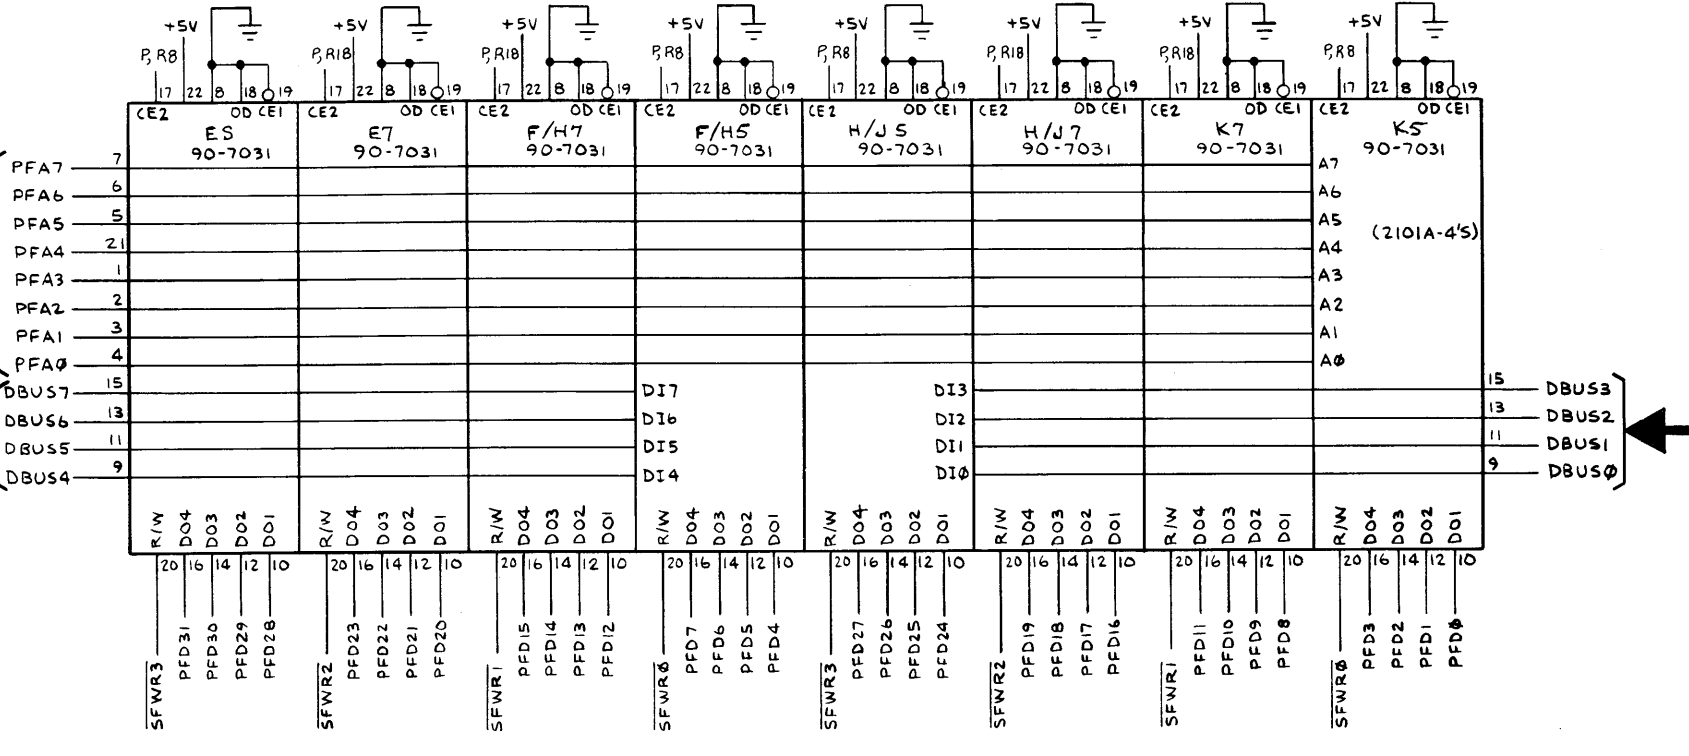 +5V +5V +5V +5V +5V +5V +5V +5V
P,R8 P,R18 P,R18 P,R8 P,R8 P,R18 P,R18 P,R8
17 22 8 18 19 17 22 8 18 19 17 22 8 18 19 17 22 8 18 19 17 22 8 18 19 17 22 8 18 19 17 22 8 18 19 17 22 8 18 19
CE2 OD CE1 CE2 OD CE1 CE2 OD CE1 CE2 OD CE1 CE2 OD CE1 CE2 OD CE1 CE2 OD CE1 CE2 OD CE1
E5 E7 F/H7 F/H5 H/J5 H/J7 K7 K5
90-7031 90-7031 90-7031 90-7031 90-7031 90-7031 90-7031 90-7031
PFA7 7 A7
PFA6 6 A6
PFA5 5 A5
(2101A-4'S)
PFA4 21 A4
PFA3 1 A3
PFA2 2 A2
PFA1 3 A1
PFAØ 4 AØ
DBUS7 15 DI7 DI3 15 DBUS3
DBUS6 13 DI6 DI2 13 DBUS2
DBUS5 11 DI5 DI1 11 DBUS1
DBUS4 9 DI4 DIØ 9 DBUSØ
R/W DO4 DO3 DO2 DO1 R/W DO4 DO3 DO2 DO1 R/W DO4 DO3 DO2 DO1 R/W DO4 DO3 DO2 DO1 R/W DO4 DO3 DO2 DO1 R/W DO4 DO3 DO2 DO1 R/W DO4 DO3 DO2 DO1 R/W DO4 DO3 DO2 DO1
20 16 14 12 10 20 16 14 12 10 20 16 14 12 10 20 16 14 12 10 20 16 14 12 10 20 16 14 12 10 20 16 14 12 10 20 16 14 12 10
SFWR3 PFD31 PFD30 PFD29 PFD28 SFWR2 PFD23 PFD22 PFD21 PFD20 SFWR1 PFD15 PFD14 PFD13 PFD12 SFWRØ PFD7 PFD6 PFD5 PFD4 SFWR3 PFD27 PFD26 PFD25 PFD24 SFWR2 PFD19 PFD18 PFD17 PFD16 SFWR1 PFD11 PFD10 PFD9 PFD8 SFWRØ PFD3 PFD2 PFD1 PFDØ